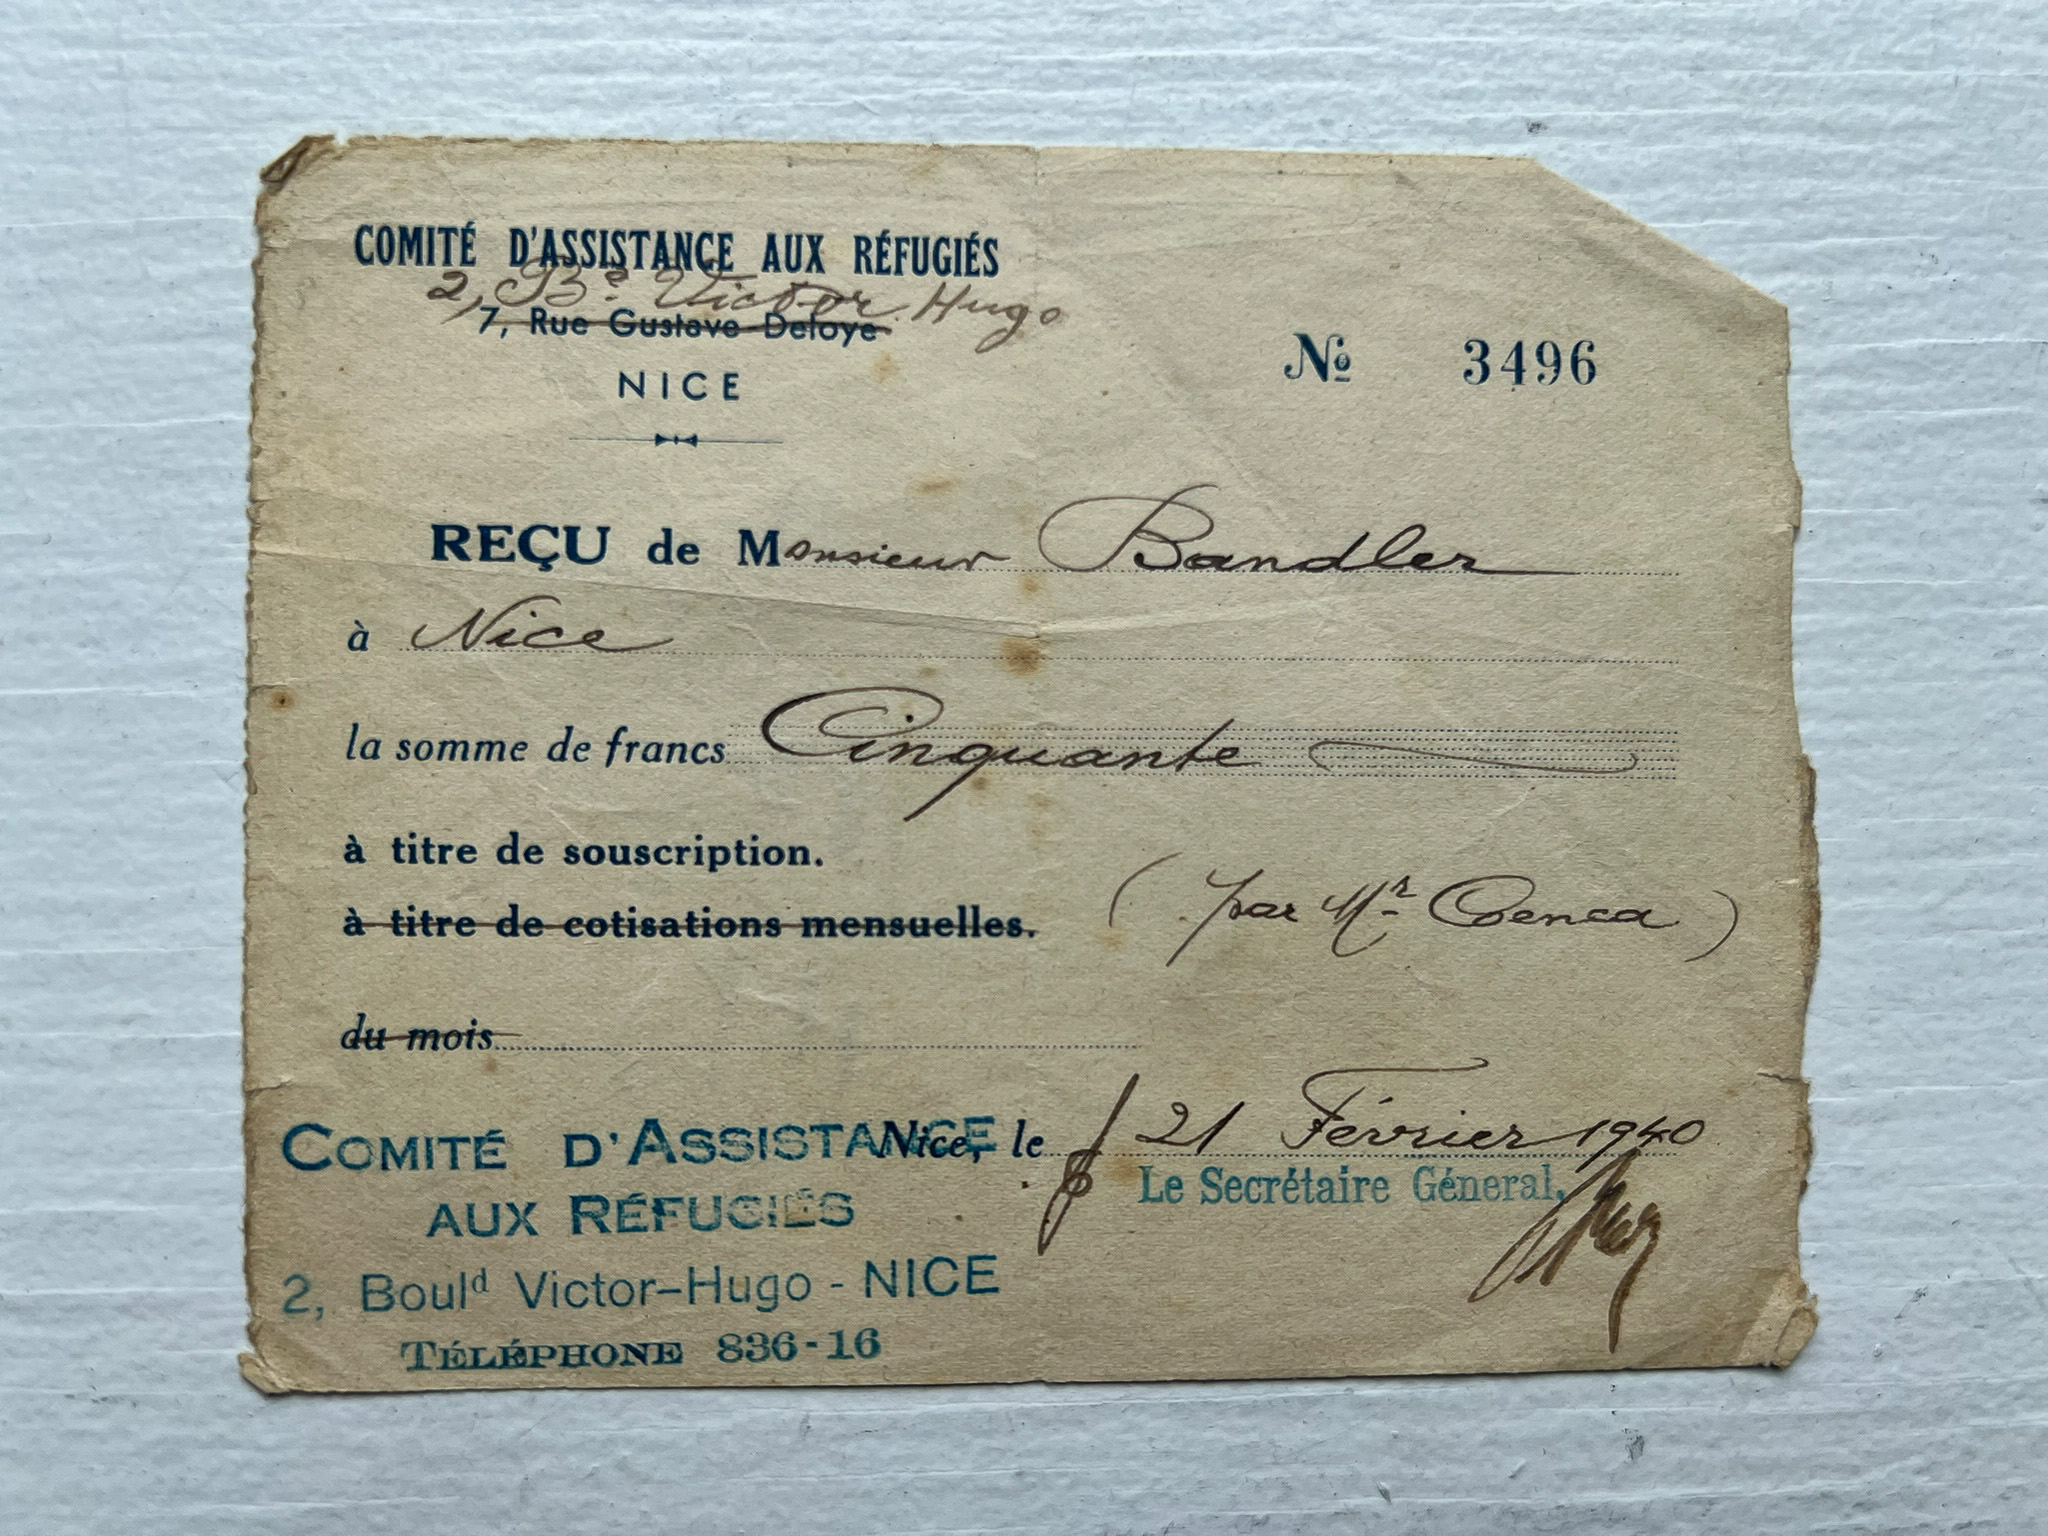 COMITÉ D'ASSISTANCE AUX RÉFUGIÉS
2, Bd Victor Hugo
7, Rue Gustave Deloye
NICE
No 3496
REÇU de Monsieur Bandler
à Nice
la somme de francs Cinquante
à titre de souscription.
à titre de cotisations mensuelles.
(par Mr )
du mois
Nice, le 21 Février 1940
Le Secrétaire Géneral,
COMITÉ D'ASSISTANCE
AUX RÉFUGIÉS
2, Bould Victor-Hugo - NICE
TÉLÉPHONE 836-16